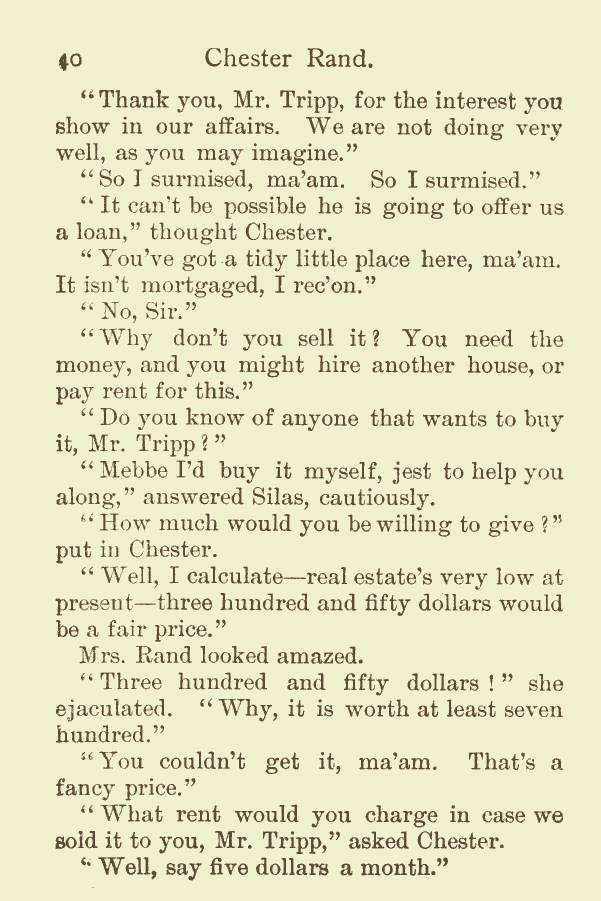 40 Chester Rand.
“Thank you, Mr. Tripp, for the interest you
show in our affairs. We are not doing very
well, as you may imagine.”
“So I surmised, ma’am. So I surmised.”
“It can’t be possible he is going to offer us
a loan,” thought Chester.
“You’ve got a tidy little place here, ma’am.
It isn’t mortgaged, I rec’on.”
“No, Sir.”
“Why don’t you sell it? You need the
money, and you might hire another house, or
pay rent for this.”
“Do you know of anyone that wants to buy
it, Mr. Tripp?”
“Mebbe I’d buy it myself, jest to help you
along,” answered Silas, cautiously.
“How much would you be willing to give?”
put in Chester.
“Well, I calculate—real estate’s very low at
present—three hundred and fifty dollars would
be a fair price.”
Mrs. Rand looked amazed.
“Three hundred and fifty dollars!” she
ejaculated. “Why, it is worth at least seven
hundred.”
“You couldn’t get it, ma’am. That’s a
fancy price.”
“What rent would you charge in case we
sold it to you, Mr. Tripp,” asked Chester.
“Well, say five dollars a month.”